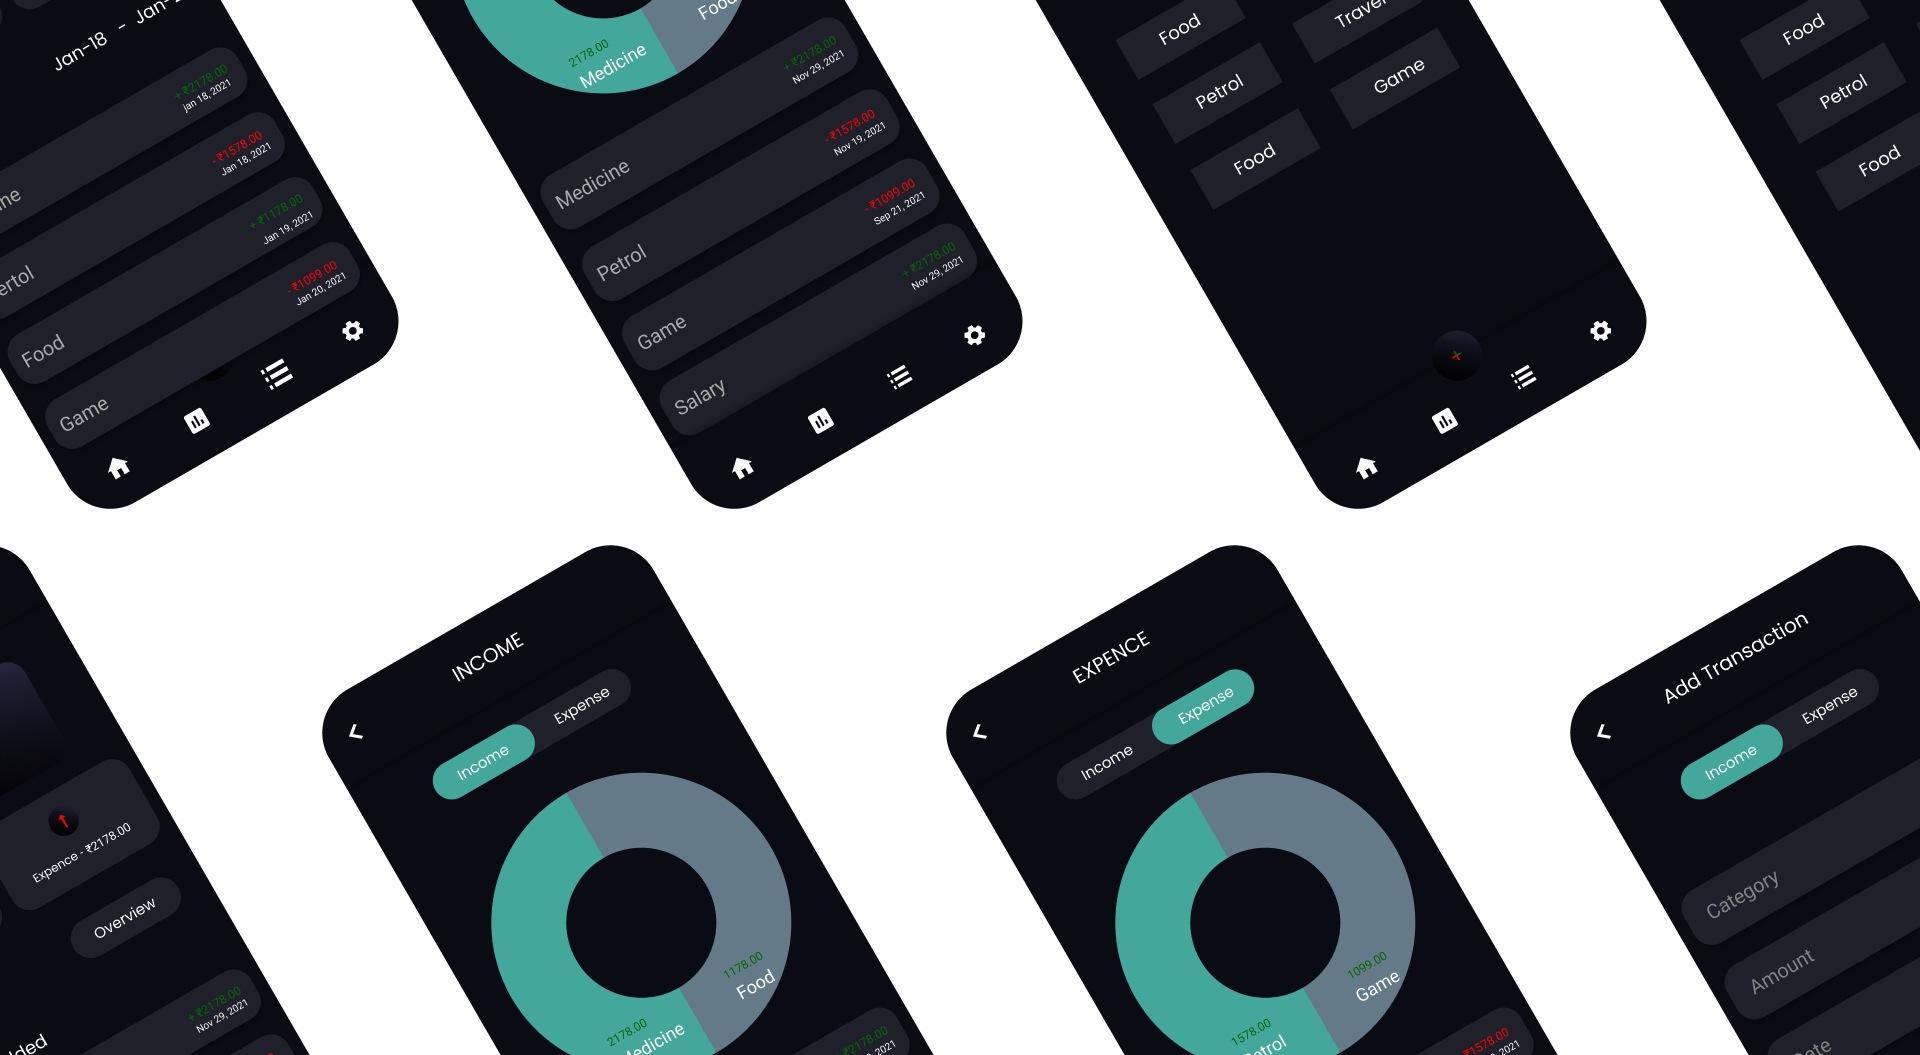 Jan-18 - Jan-
+ ₹2178.00
jan 18, 2021
- ₹1578.00
Jan 18, 2021
+ ₹1178.00
Jan 19, 2021
Food
- ₹1099.00
Jan 20, 2021
Game
Food
2178.00
Medicine
+ ₹2178.00
Nov 29, 2021
Medicine
- ₹1578.00
Nov 19, 2021
Petrol
- ₹1099.00
Sep 21, 2021
Game
+ ₹2178.00
Nov 29, 2021
Salary
Food
Travel
Petrol
Game
Food
+
Food
Petrol
Food
Expence - ₹2178.00
Overview
+ ₹2178.00
Nov 29, 2021
dded
INCOME
Income
Expense
1178.00
Food
2178.00
Medicine
₹2178.00
, 2021
EXPENCE
Income
Expense
1099.00
Game
1578.00
Petrol
₹1578.00
, 2021
Add Transaction
Income
Expense
Category
Amount
Date